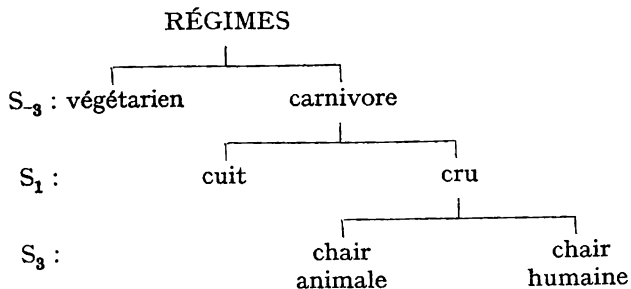 RÉGIMES
S₋₃ : végétarien carnivore
S₁ : cuit cru
S₃ : chair chair
animale humaine